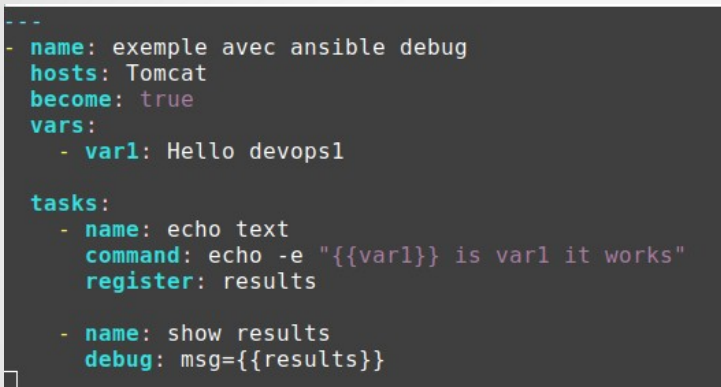 ---
- name: exemple avec ansible debug
  hosts: Tomcat
  become: true
  vars:
    - var1: Hello devops1
  tasks:
    - name: echo text
      command: echo -e "{{var1}} is var1 it works"
      register: results
    - name: show results
      debug: msg={{results}}